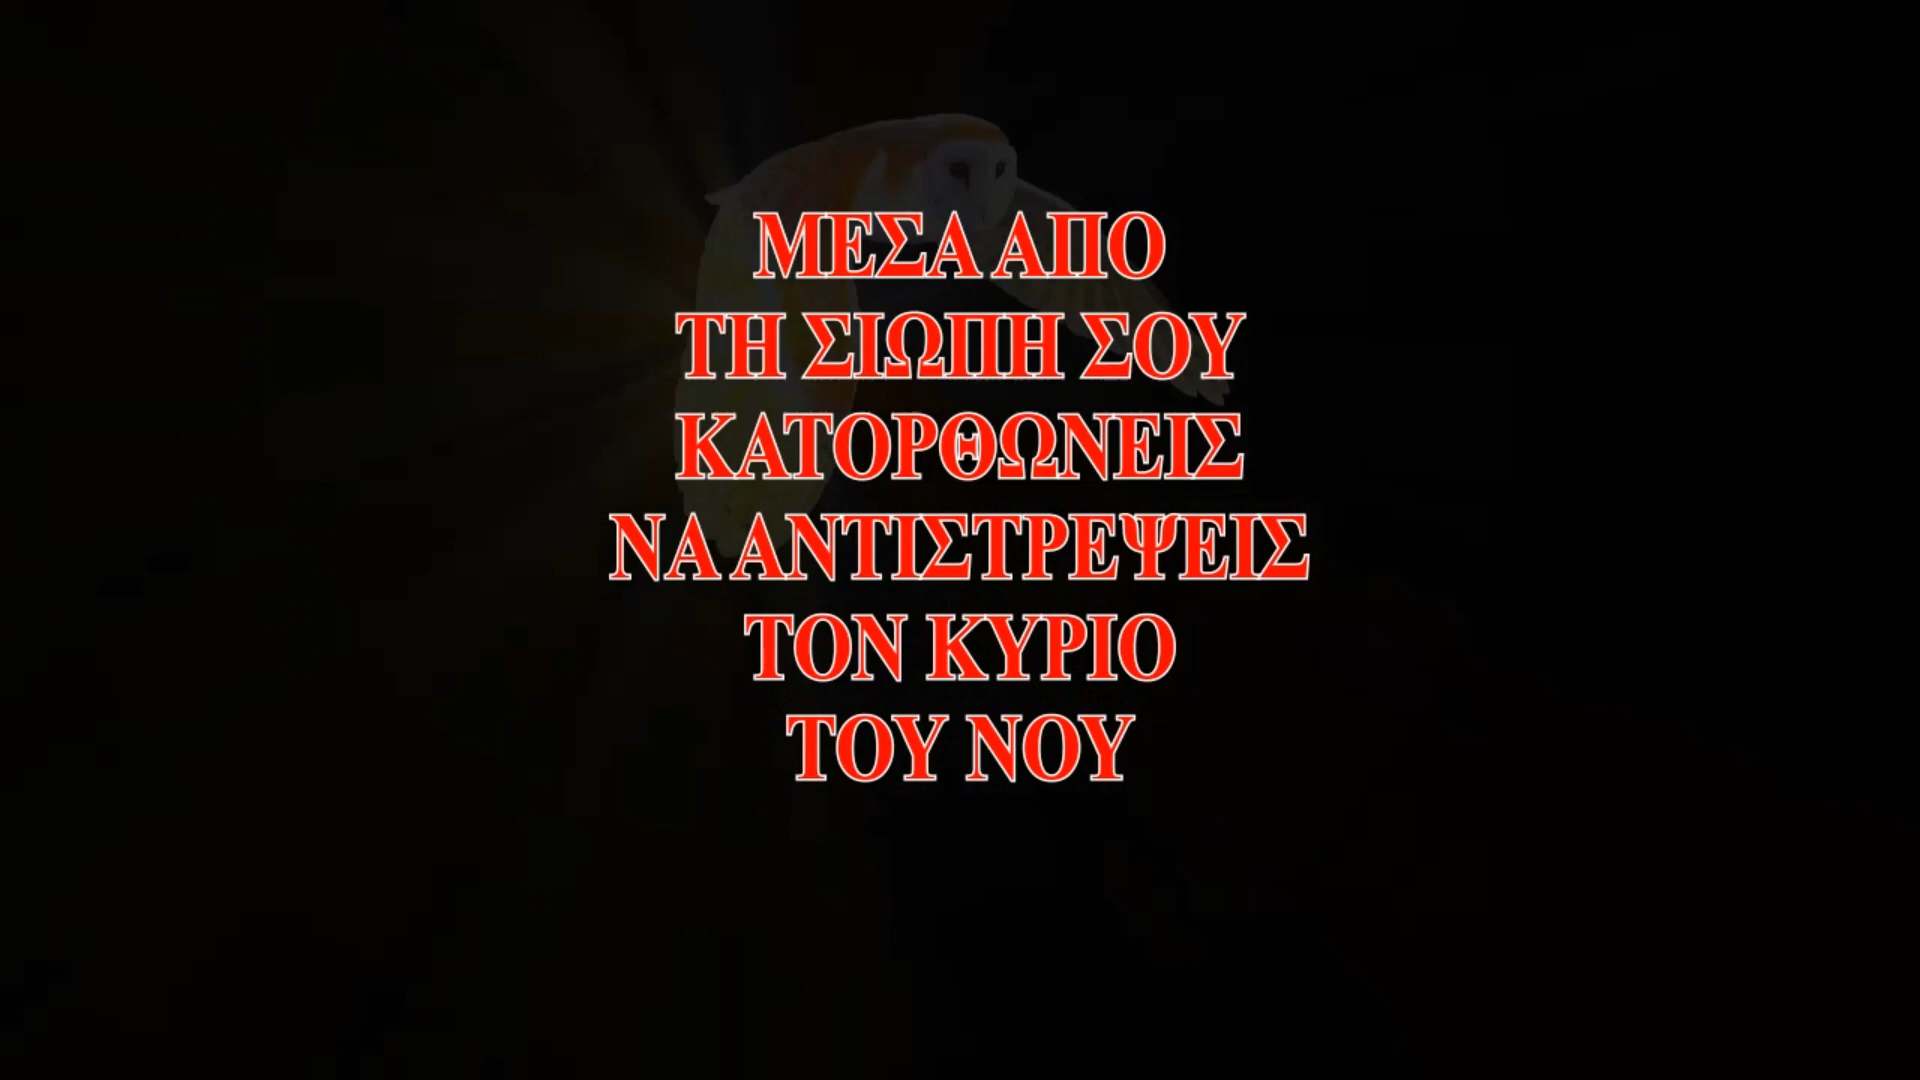 ΜΕΣΑ ΑΠΟ
ΤΗ ΣΙΩΠΗ ΣΟΥ
ΚΑΤΟΡΘΩΝΕΙΣ
ΝΑ ΑΝΤΙΣΤΡΕΨΕΙΣ
ΤΟΝ ΚΥΡΙΟ
ΤΟΥ ΝΟΥ